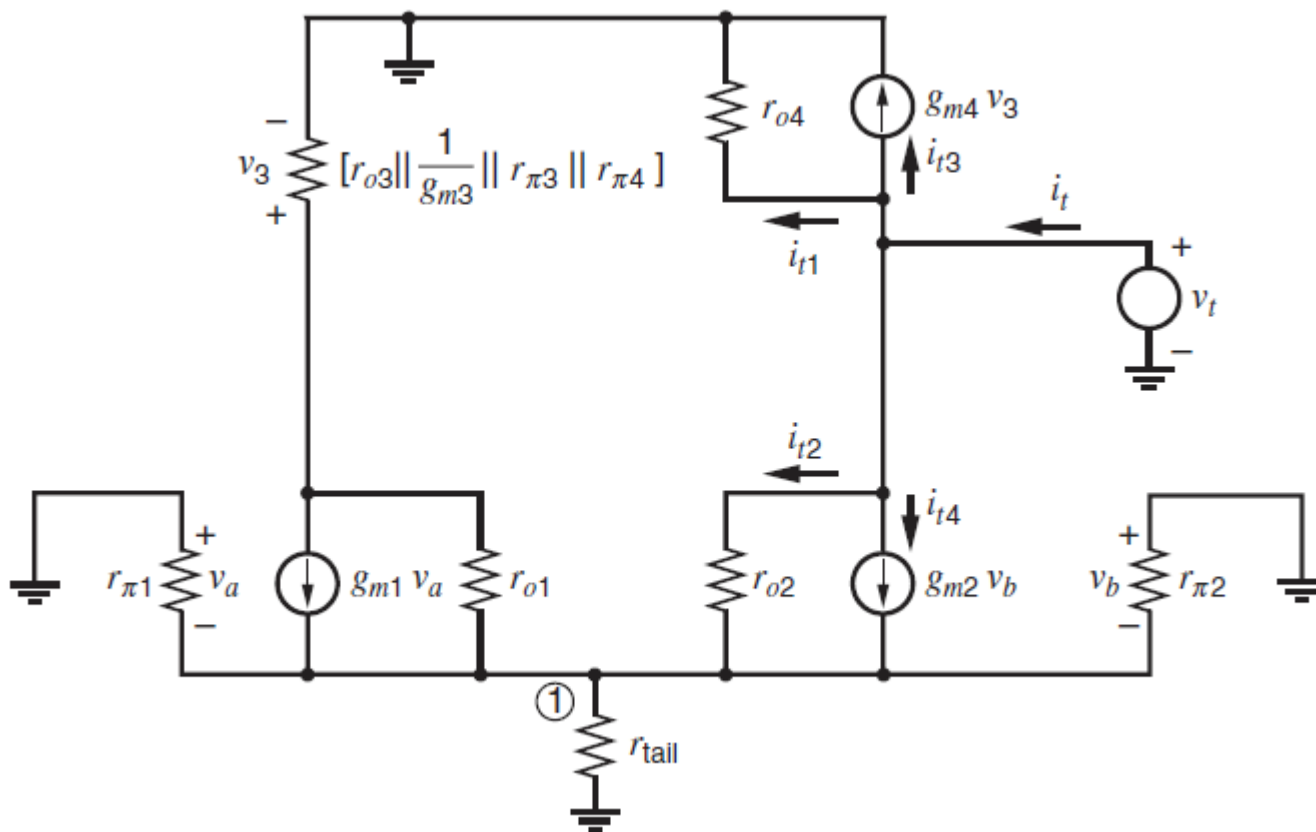 −
v3
+
[ro3||1/gm3|| rπ3 || rπ4 ]
ro4
gm4 v3
it3
it1
it
+
vt
−
it2
it4
+
rπ1 va
−
gm1 va
ro1
ro2
gm2 vb
+
vb rπ2
−
1
rtail